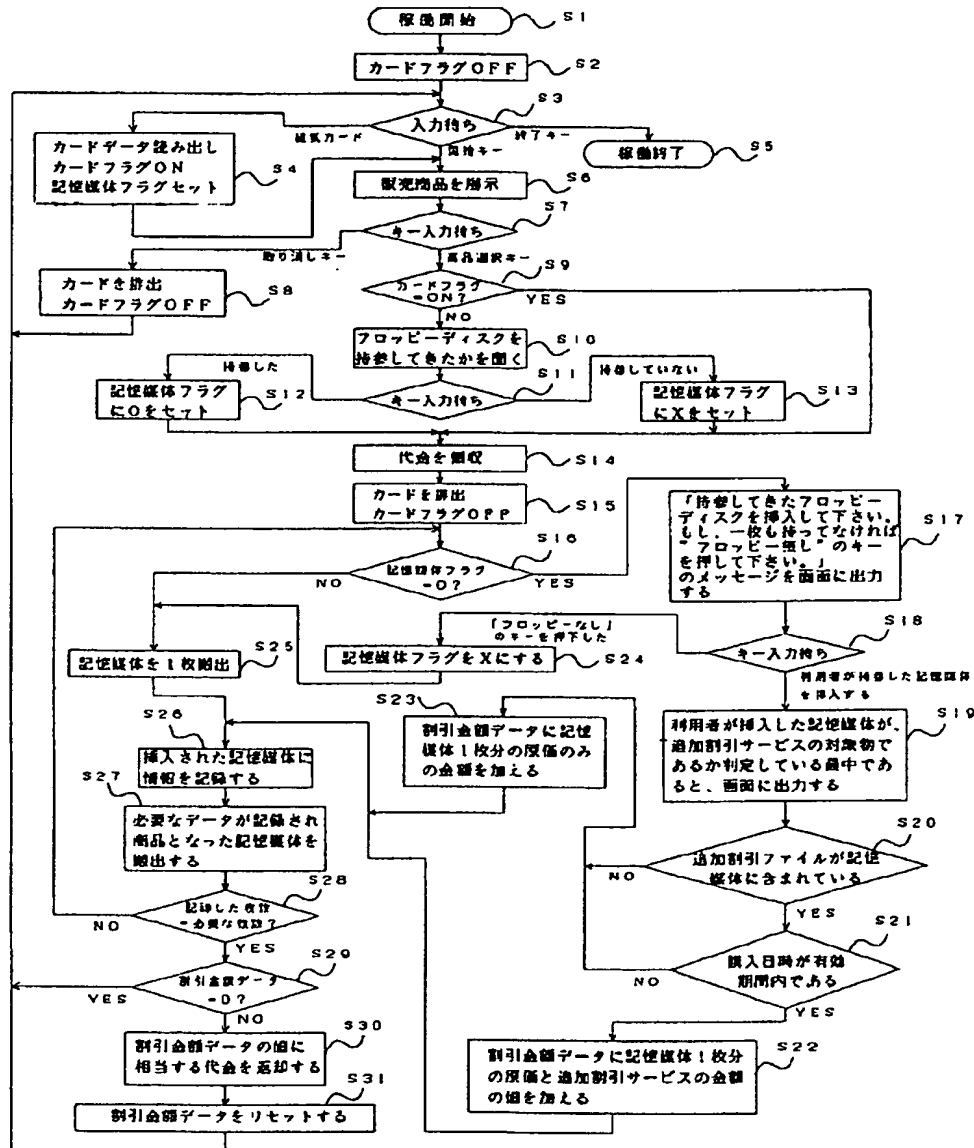 稼働開始
S1
カードフラグOFF
S2
S3
入力待ち
磁気カード
終了キー
稼働終了
S5
カードデータ読み出し
カードフラグON
記憶媒体フラグセット
S4
販売商品を展示
S6
S7
キー入力待ち
取り消しキー
商品選択キー
カードを排出
カードフラグOFF
S8
S9
カードフラグ
=ON?
YES
NO
フロッピーディスクを
持参してきたかを聞く
S10
S11
キー入力待ち
持参した
持参していない
記憶媒体フラグ
にOをセット
S12
記憶媒体フラグ
にXをセット
S13
代金を領収
S14
カードを排出
カードフラグOFF
S15
S16
記憶媒体フラグ
=O?
NO
YES
「持参してきたフロッピー
ディスクを挿入して下さい。
もし、一枚も持ってなければ
"フロッピー無し"のキー
を押して下さい。」
のメッセージを画面に出力
する
S17
S18
キー入力待ち
「フロッピーなし」
のキーを押下した
記憶媒体フラグをXにする
S24
記憶媒体を1枚搬出
S25
利用者が持参した記憶媒体
を挿入する
S19
利用者が挿入した記憶媒体が、
追加割引サービスの対象物で
あるか判定している最中であ
ると、画面に出力する
S23
割引金額データに記憶
媒体1枚分の原価のみ
の金額を加える
S26
挿入された記憶媒体に
情報を記録する
S27
必要なデータが記録され
商品となった記憶媒体を
搬出する
S20
追加割引ファイルが記憶
媒体に含まれている
NO
YES
S21
購入日時が有効
期間内である
NO
YES
S28
=必要な枚数?
NO
YES
S29
割引金額データ
=0?
YES
NO
S30
割引金額データの値に
相当する代金を返却する
S31
割引金額データをリセットする
割引金額データに記憶媒体1枚分
の原価と追加割引サービスの金額
の値を加える
S22